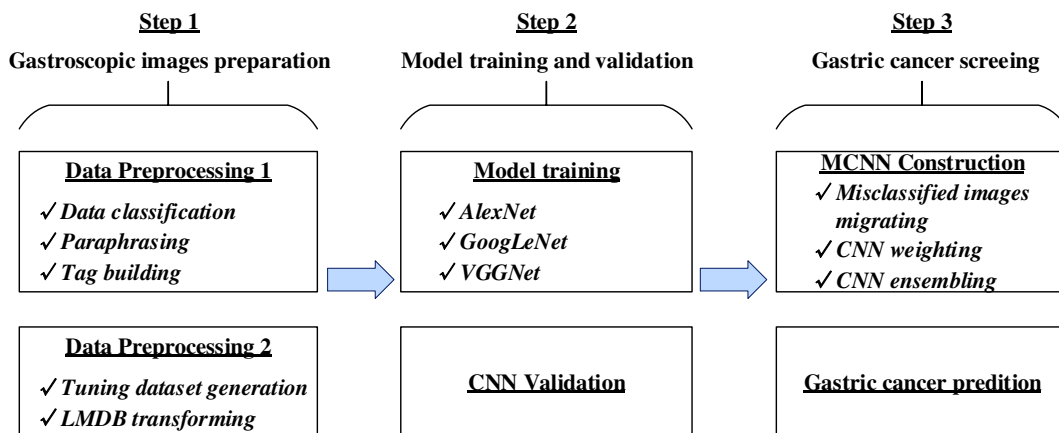 Step 1
Gastroscopic images preparation
Data Preprocessing 1
✓ Data classification
✓ Paraphrasing
✓ Tag building
Data Preprocessing 2
✓ Tuning dataset generation
✓ LMDB transforming
Step 2
Model training and validation
Model training
✓ AlexNet
✓ GoogLeNet
✓ VGGNet
CNN Validation
Step 3
Gastric cancer screeing
MCNN Construction
✓ Misclassified images
migrating
✓ CNN weighting
✓ CNN ensembling
Gastric cancer predition